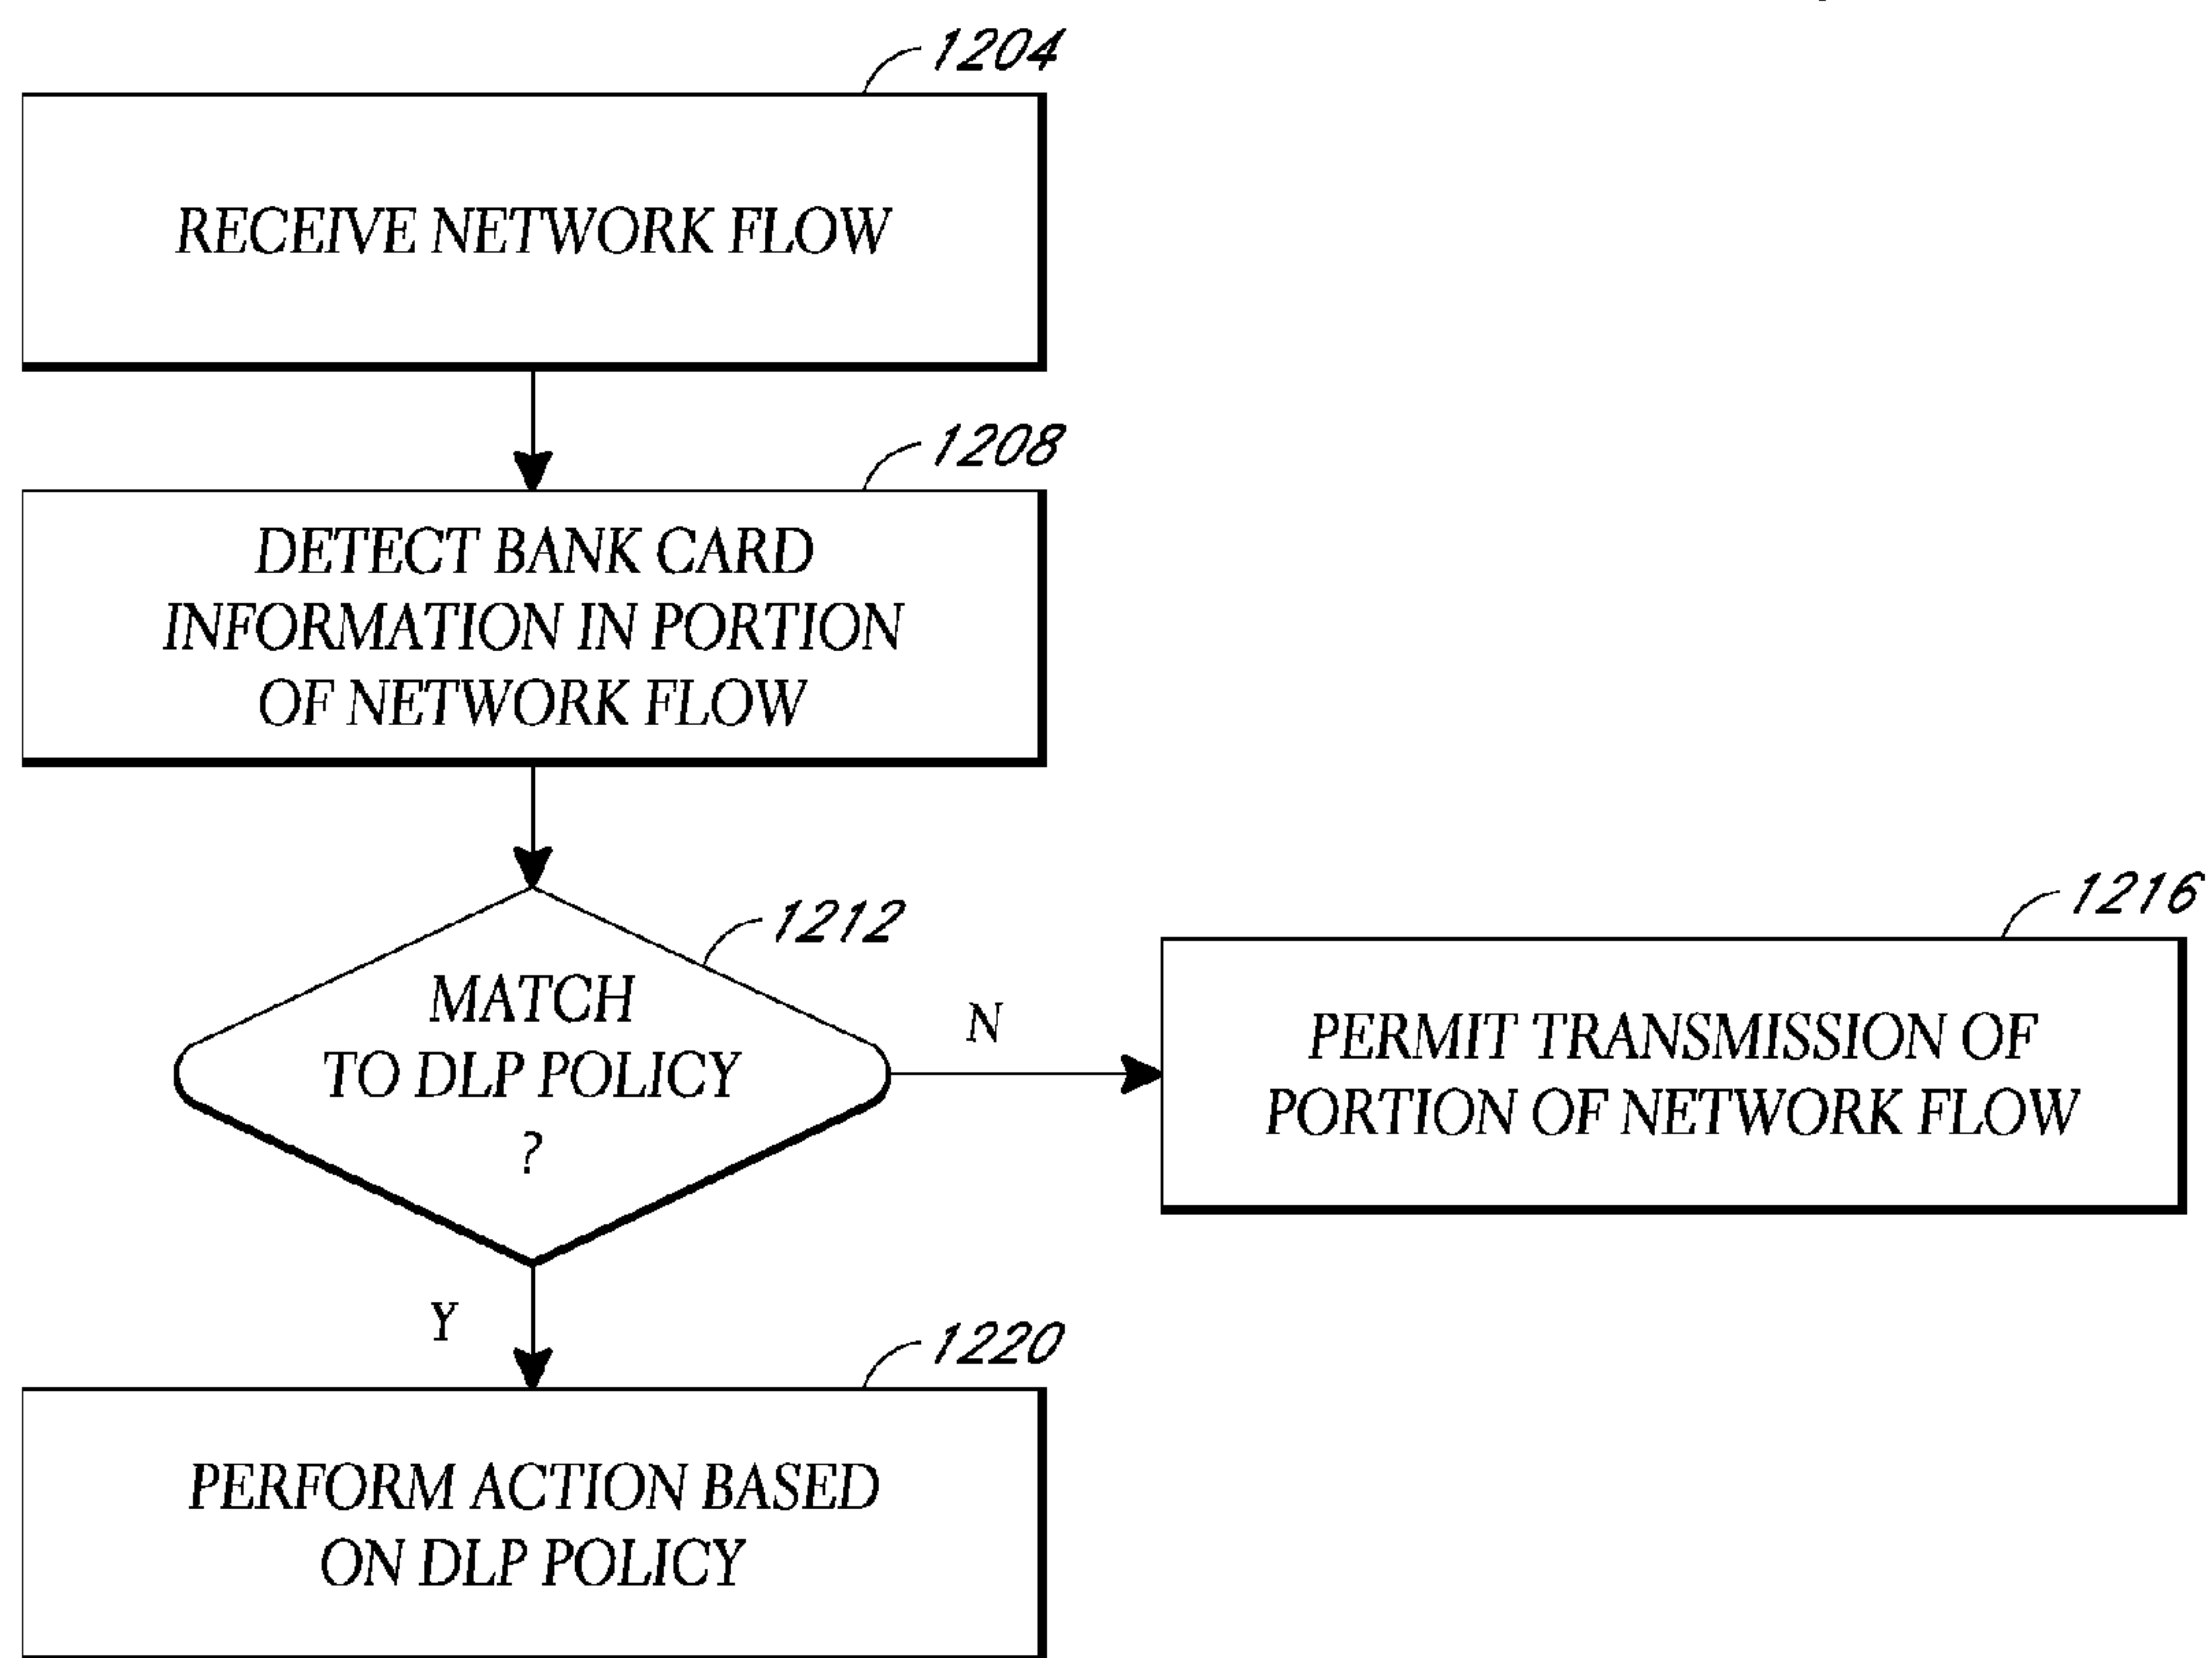 1204
RECEIVE NETWORK FLOW
1208
DETECT BANK CARD
INFORMATION IN PORTION
OF NETWORK FLOW
1212
MATCH
TO DLP POLICY
?
N
1216
PERMIT TRANSMISSION OF
PORTION OF NETWORK FLOW
Y
1220
PERFORM ACTION BASED
ON DLP POLICY